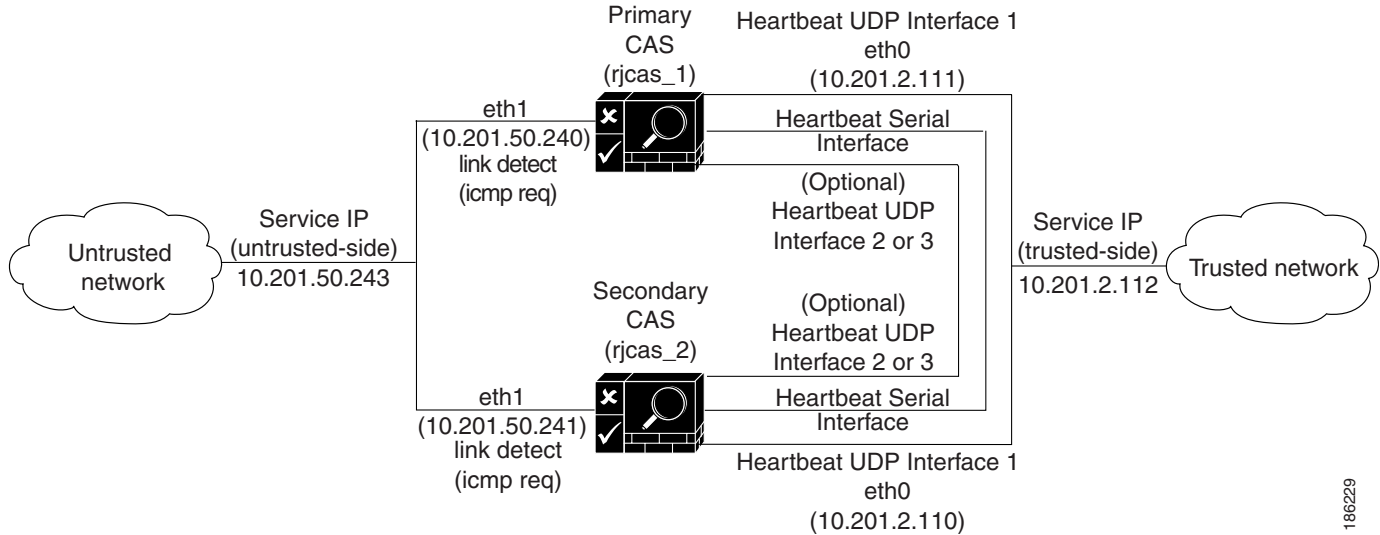 Primary
CAS
(rjcas_1)
Heartbeat UDP Interface 1
eth0
(10.201.2.111)
eth1
(10.201.50.240)
link detect
(icmp req)
Heartbeat Serial
Interface
(Optional)
Heartbeat UDP
Interface 2 or 3
Untrusted
network
Service IP
(untrusted-side)
10.201.50.243
Service IP
(trusted-side)
10.201.2.112
Trusted network
Secondary
CAS
(rjcas_2)
(Optional)
Heartbeat UDP
Interface 2 or 3
eth1
(10.201.50.241)
link detect
(icmp req)
Heartbeat Serial
Interface
Heartbeat UDP Interface 1
eth0
(10.201.2.110)
186229